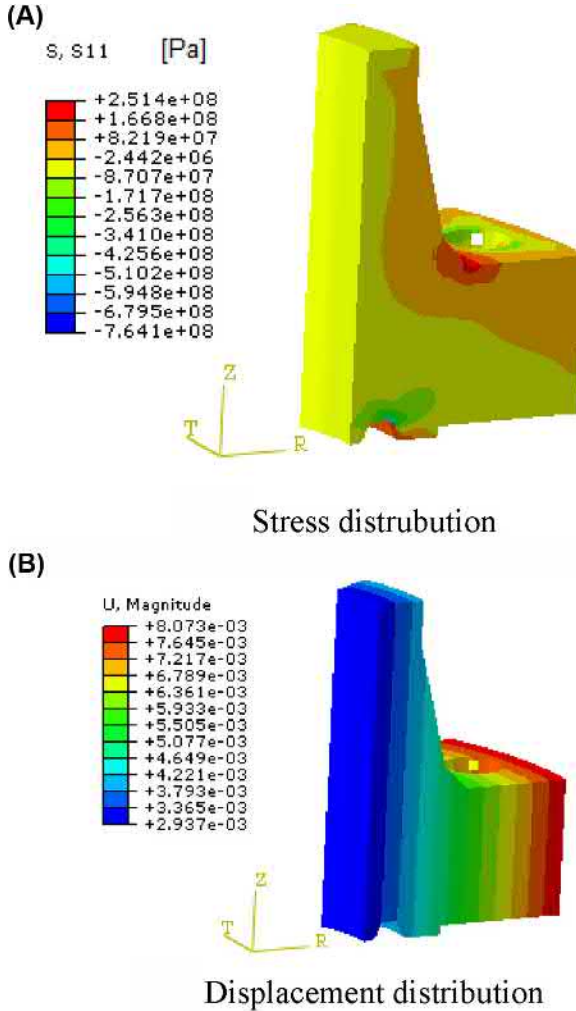 (A)
S, S11 [Pa]
+2.514e+08
+1.668e+08
+8.219e+07
-2.442e+06
-8.707e+07
-1.717e+08
-2.563e+08
-3.410e+08
-4.256e+08
-5.102e+08
-5.948e+08
-6.795e+08
-7.641e+08
Z
T
R
Stress distrubution
(B)
U, Magnitude
+8.073e-03
+7.645e-03
+7.217e-03
+6.789e-03
+6.361e-03
+5.933e-03
+5.505e-03
+5.077e-03
+4.649e-03
+4.221e-03
+3.793e-03
+3.365e-03
+2.937e-03
Z
T
R
Displacement distribution